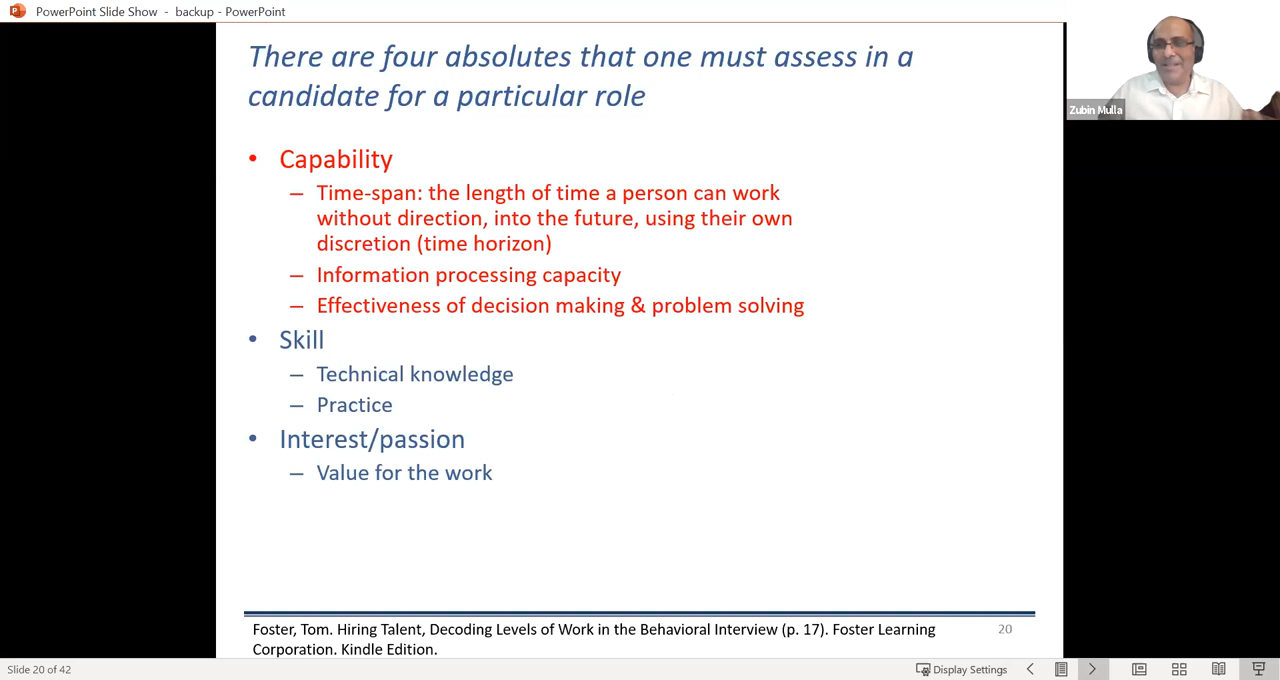 PowerPoint Slide Show - backup - PowerPoint
There are four absolutes that one must assess in a
candidate for a particular role
Zubin Mulla
• Capability
– Time-span: the length of time a person can work
without direction, into the future, using their own
discretion (time horizon)
– Information processing capacity
– Effectiveness of decision making & problem solving
• Skill
– Technical knowledge
– Practice
• Interest/passion
– Value for the work
Foster, Tom. Hiring Talent, Decoding Levels of Work in the Behavioral Interview (p. 17). Foster Learning
Corporation. Kindle Edition.
20
Slide 20 of 42
Display Settings